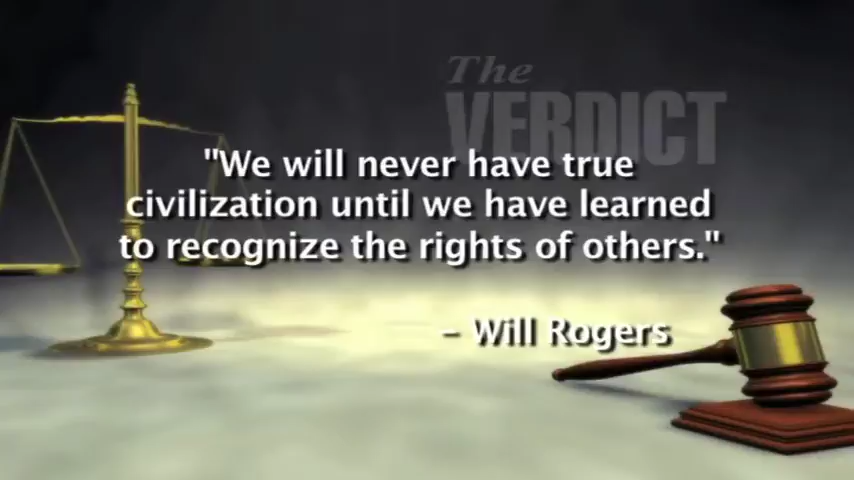 The
VERDICT
"We will never have true
civilization until we have learned
to recognize the rights of others."
- Will Rogers